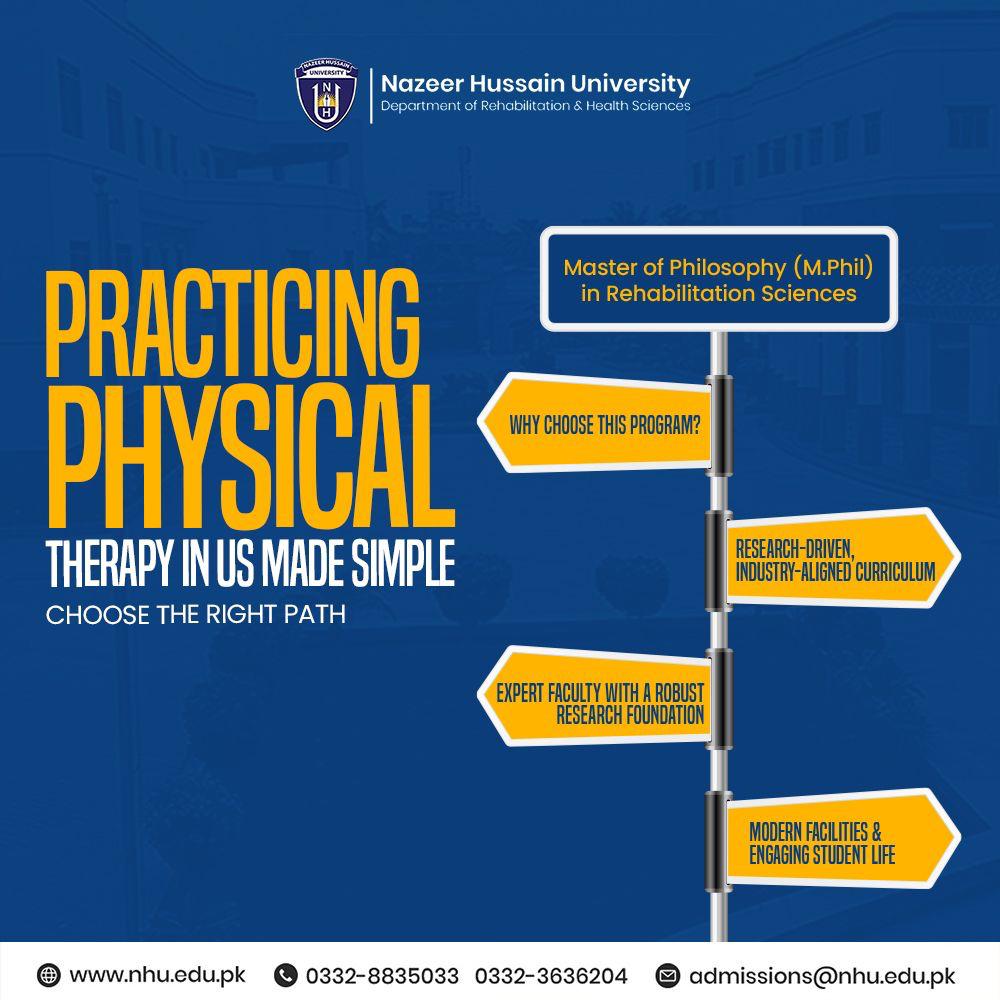 NAZEER HUSSAIN
UNIVERSITY
N
U
H
Nazeer Hussain University
Department of Rehabilitation & Health Sciences
PRACTICING
PHYSICAL
THERAPY IN US MADE SIMPLE
CHOOSE THE RIGHT PATH
Master of Philosophy (M.Phil)
in Rehabilitation Sciences
WHY CHOOSE THIS PROGRAM?
RESEARCH-DRIVEN,
INDUSTRY-ALIGNED CURRICULUM
EXPERT FACULTY WITH A ROBUST
RESEARCH FOUNDATION
MODERN FACILITIES &
ENGAGING STUDENT LIFE
www.nhu.edu.pk 0332-8835033 0332-3636204 admissions@nhu.edu.pk